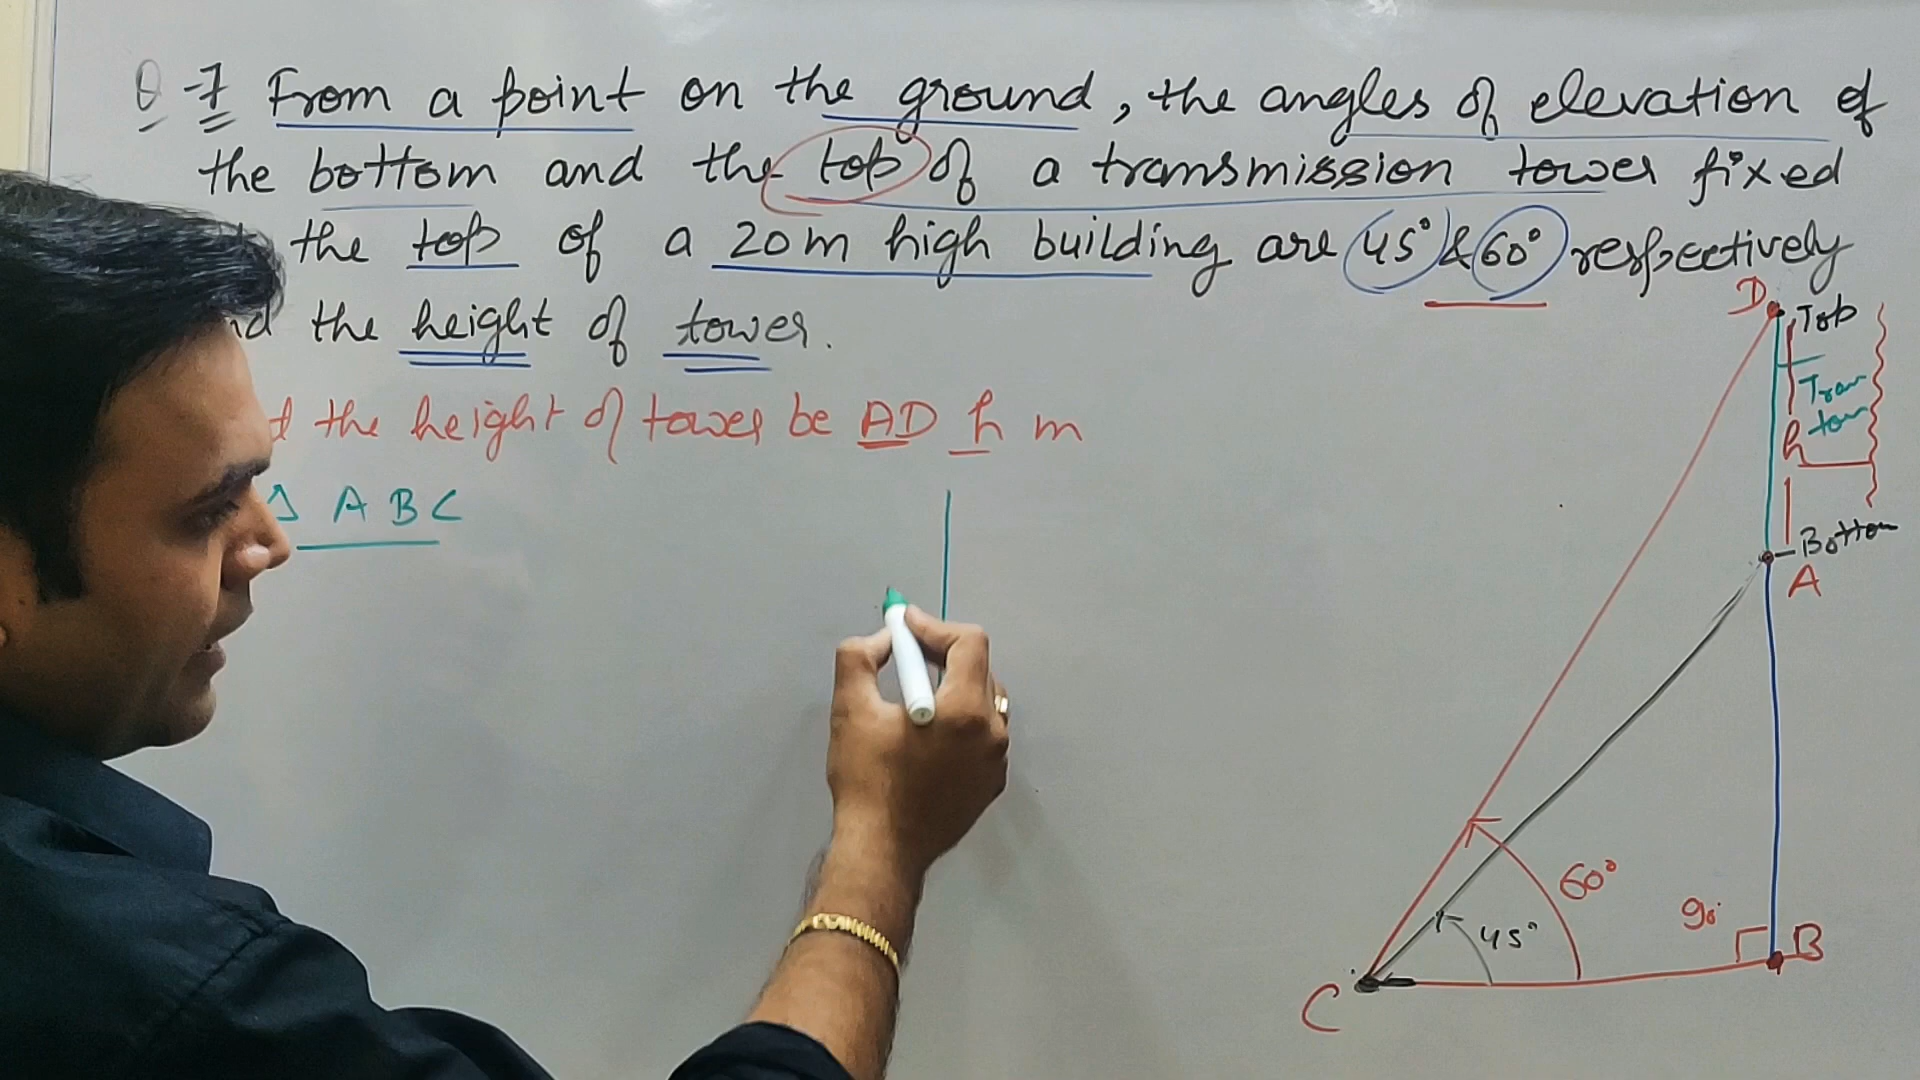 Q-7 From a point on the ground, the angles of elevation of
the bottom and the top of a transmission tower fixed
the top of a 20m high building are 45° & 60° respectively
the height of tower.
the height of tower be AD h m
Δ ABC
D
Top
Tran
tow
h
Bottom
A
60°
45°
90°
B
C